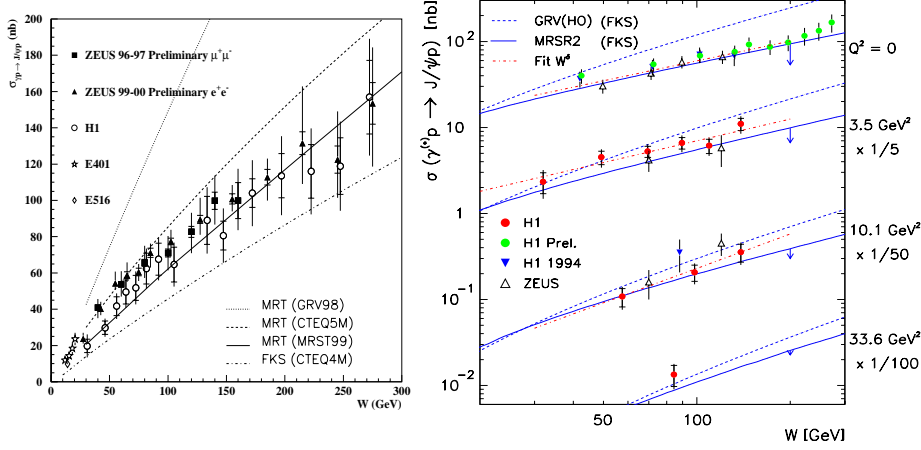 σγp→ J/ψp (nb)
200
180
160
140
120
100
80
60
40
20
0
ZEUS 96-97 Preliminary μ⁺μ⁻
ZEUS 99-00 Preliminary e⁺e⁻
H1
E401
E516
MRT (GRV98)
MRT (CTEQ5M)
MRT (MRST99)
FKS (CTEQ4M)
0 50 100 150 200 250 300
W (GeV)
σ (γ⁽*⁾p → J/ψp) [nb]
10²
10
1
10⁻¹
10⁻²
GRV(HO) (FKS)
MRSR2 (FKS)
Fit Wᵟ
H1
H1 Prel.
H1 1994
ZEUS
Q² = 0
3.5 GeV²
x 1/5
10.1 GeV²
x 1/50
33.6 GeV²
x 1/100
50 100
W [GeV]